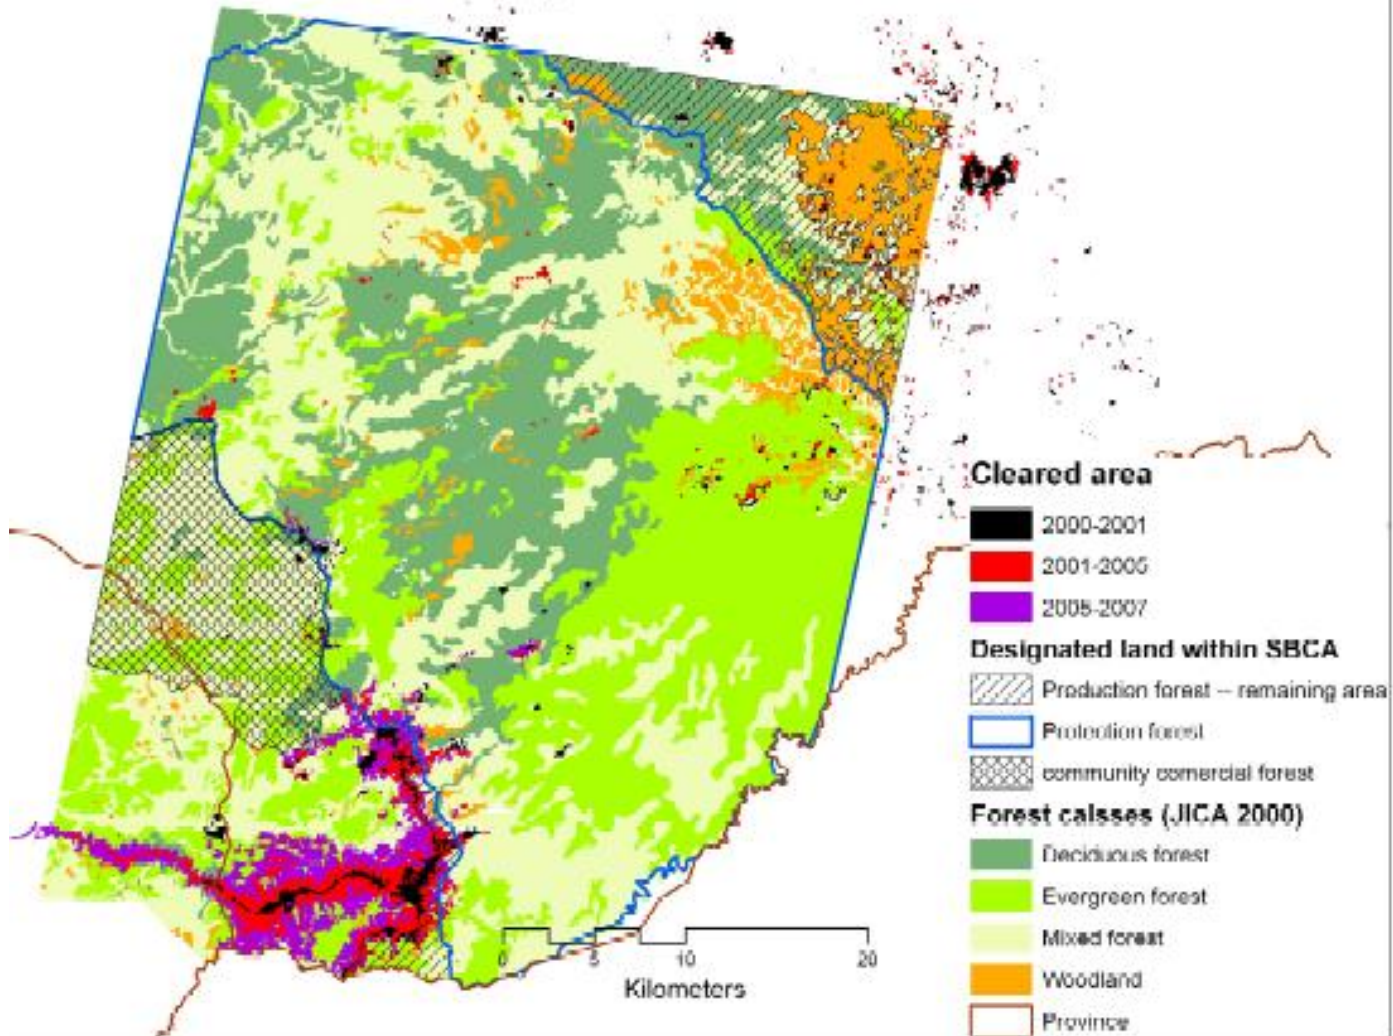 Cleared area
2000-2001
2001-2005
2005-2007
Designated land within SBCA
Production forest -- remaining area
Protection forest
community comercial forest
Forest caisses (JICA 2000)
Deciduous forest
Evergreen forest
Mixed forest
Woodland
Province
0 5 10 20
Kilometers